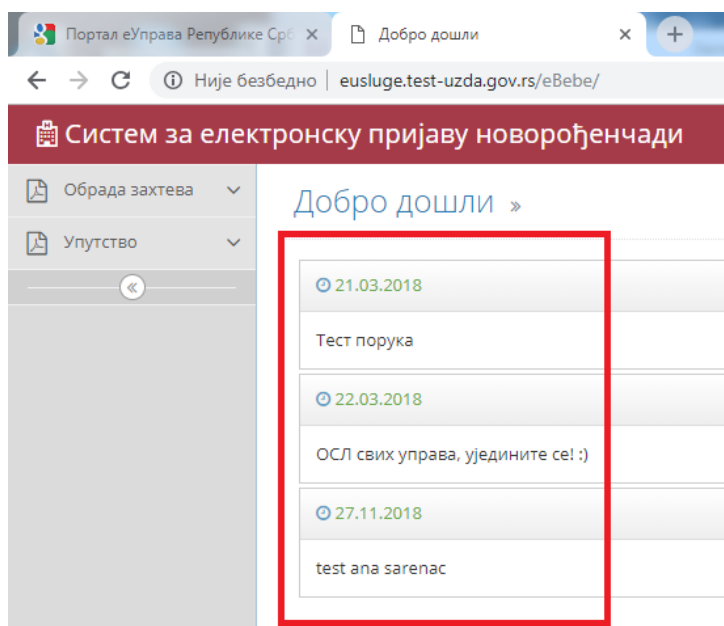 Портал еУправа Републике Срб
Добро дошли
Није безбедно | eusluge.test-uzda.gov.rs/eBebe/
Систем за електронску пријаву новорођенчади
Обрада захтева
Упутство
Добро дошли »
21.03.2018
Тест порука
22.03.2018
ОСЛ свих управа, уједините се! :)
27.11.2018
test ana sarenac